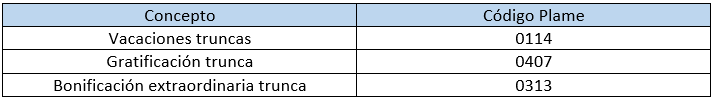 Concepto Código Plame
Vacaciones truncas 0114
Gratificación trunca 0407
Bonificación extraordinaria trunca 0313